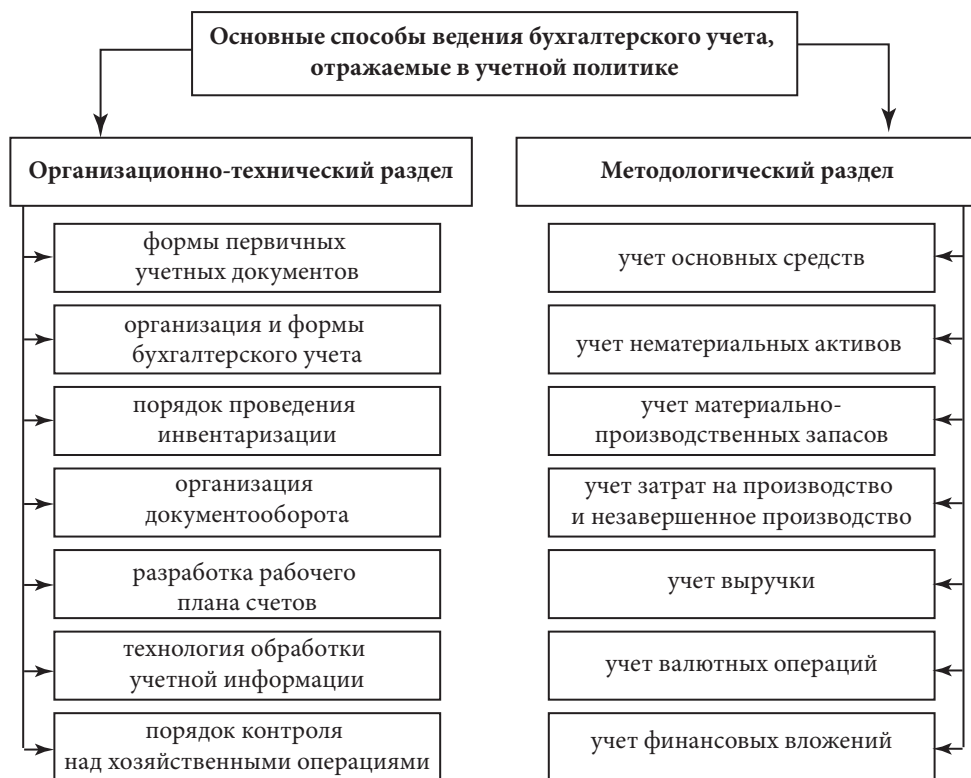 Основные способы ведения бухгалтерского учета,
отражаемые в учетной политике
Организационно-технический раздел
формы первичных
учетных документов
организация и формы
бухгалтерского учета
порядок проведения
инвентаризации
организация
документооборота
разработка рабочего
плана счетов
технология обработки
учетной информации
порядок контроля
над хозяйственными операциями
Методологический раздел
учет основных средств
учет нематериальных активов
учет материально-
производственных запасов
учет затрат на производство
и незавершенное производство
учет выручки
учет валютных операций
учет финансовых вложений